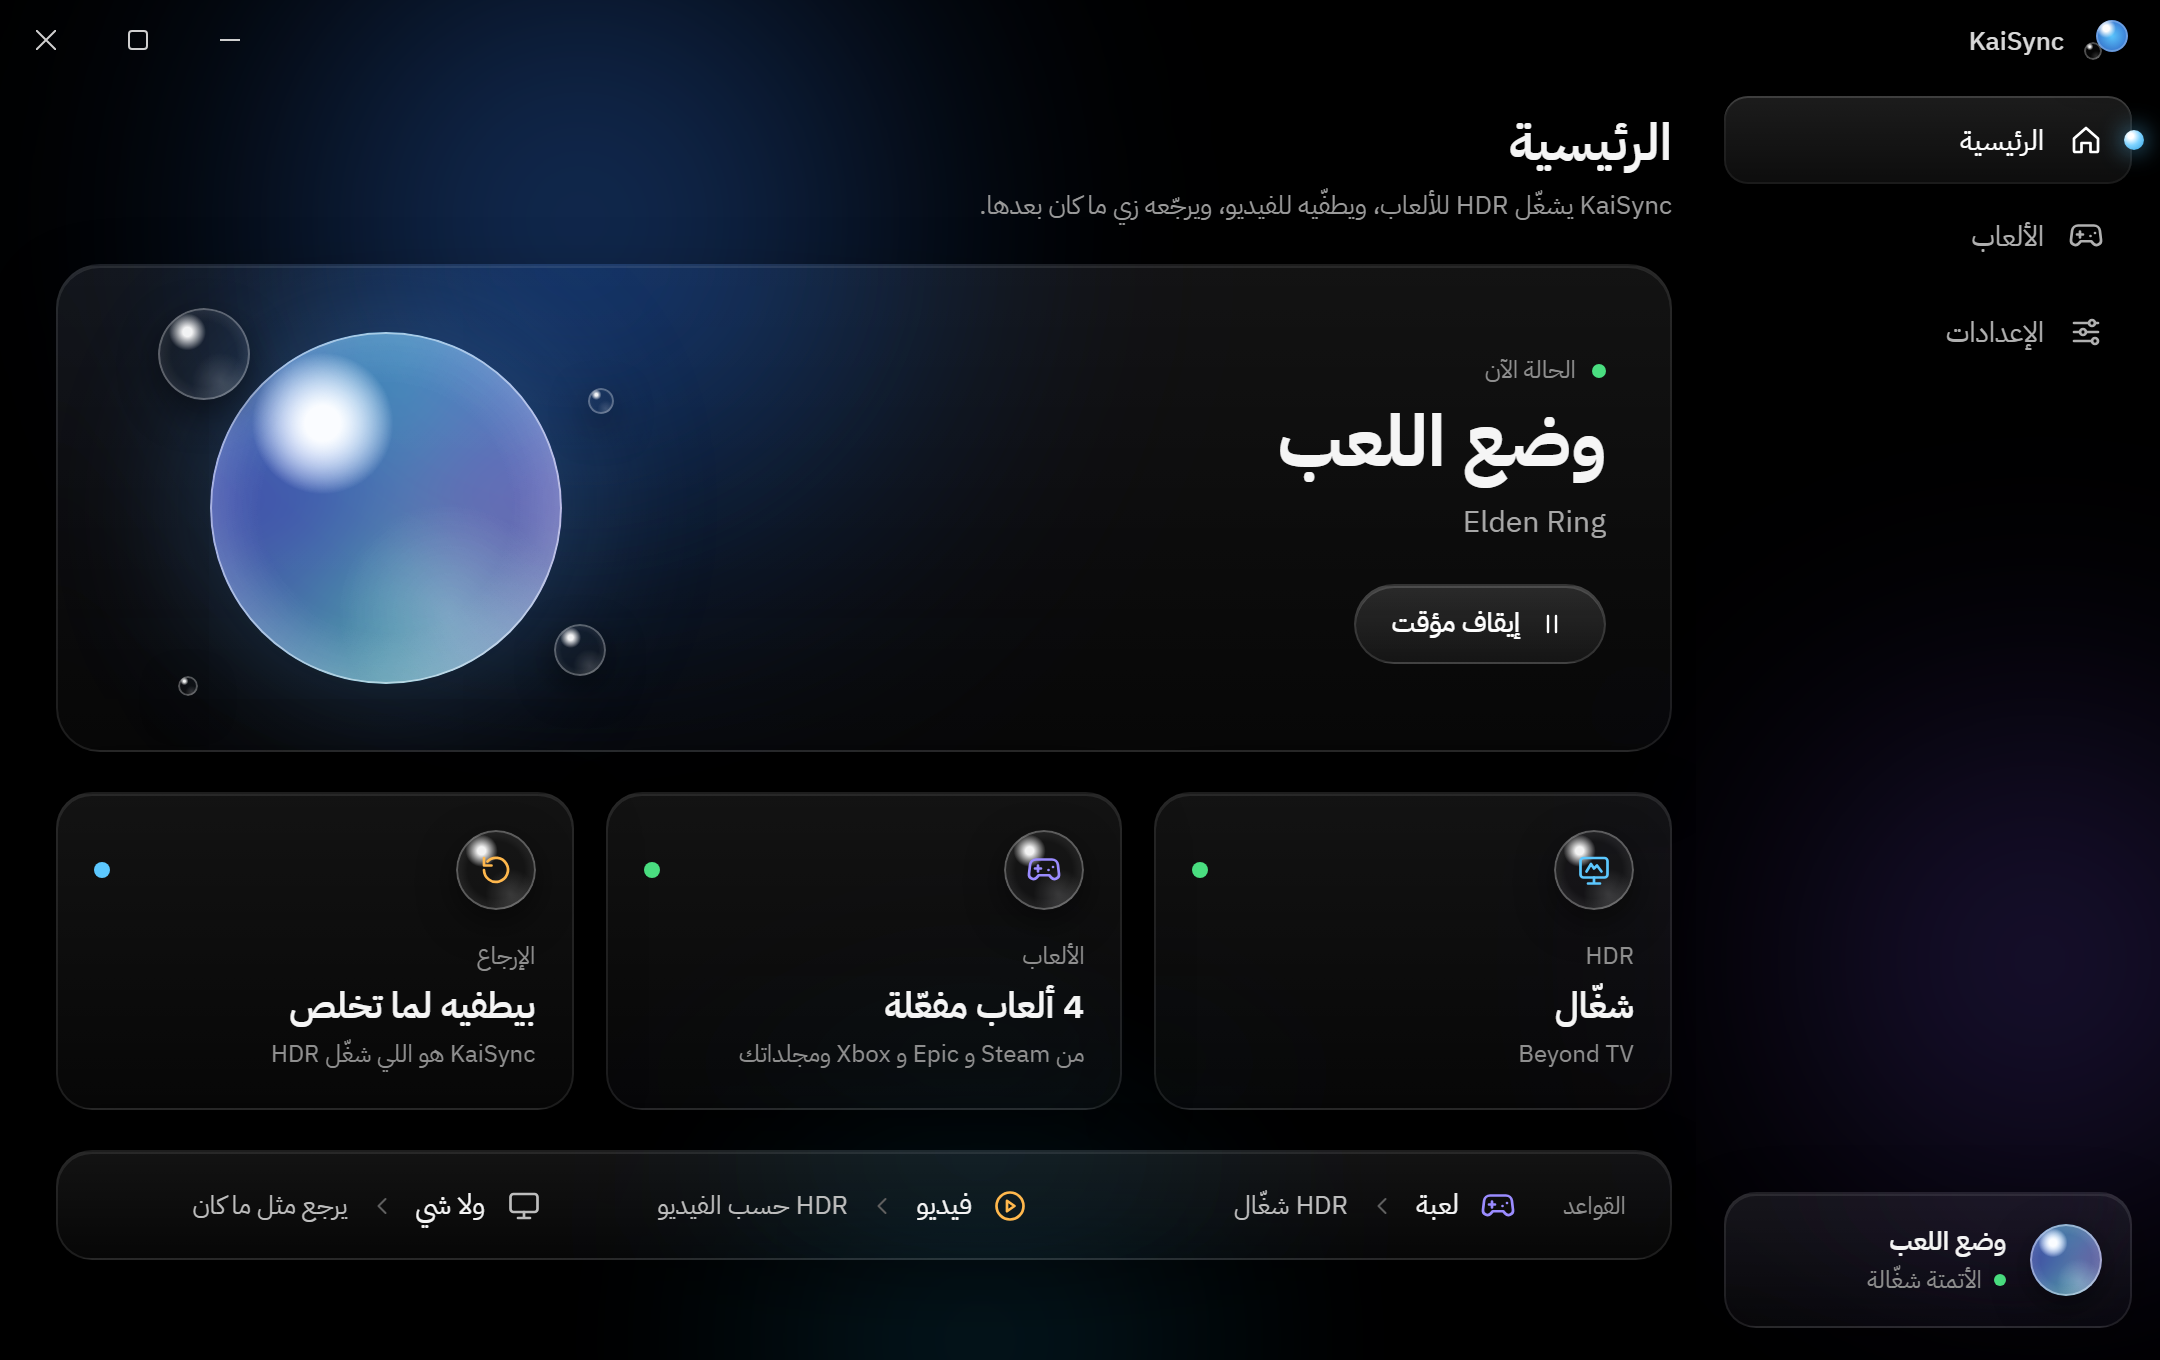 KaiSync
الرئيسية
الألعاب
الإعدادات
الرئيسية
KaiSync يشغّل HDR للألعاب، ويطفّيه للفيديو، ويرجّعه زي ما كان بعدها.
الحالة الآن
وضع اللعب
Elden Ring
إيقاف مؤقت
HDR
شغّال
Beyond TV
الألعاب
4 ألعاب مفعّلة
من Steam و Epic و Xbox ومجلداتك
الإرجاع
بيطفيه لما تخلص
KaiSync هو اللي شغّل HDR
القواعد
لعبة
HDR شغّال
فيديو
HDR حسب الفيديو
ولا شي
يرجع مثل ما كان
وضع اللعب
الأتمتة شغّالة